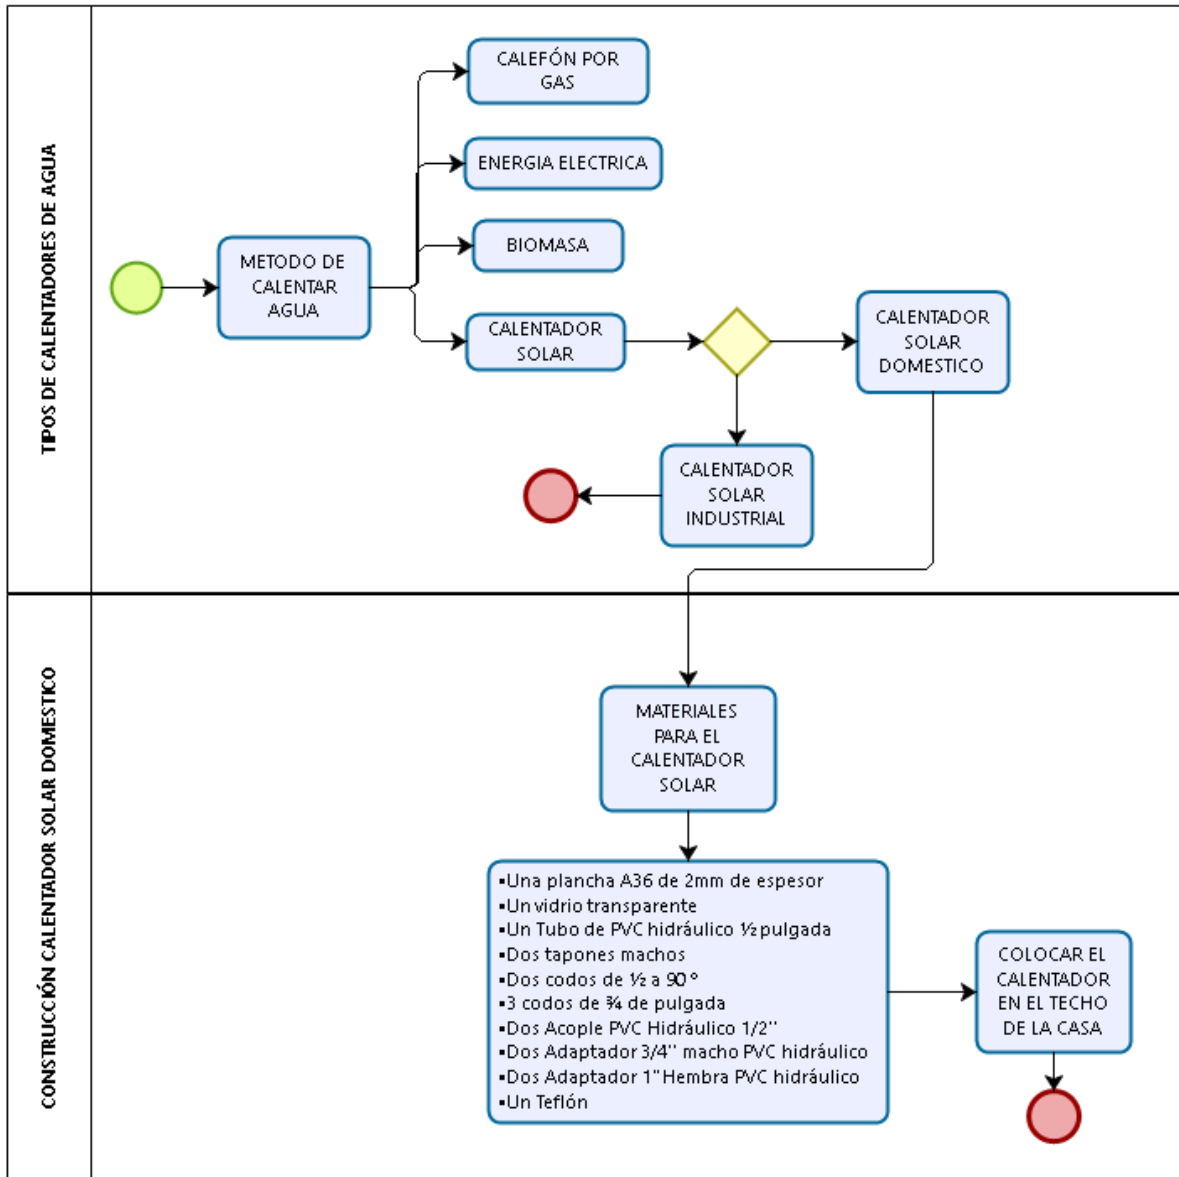 TIPOS DE CALENTADORES DE AGUA
CALEFÓN POR
GAS
ENERGIA ELECTRICA
BIOMASA
METODO DE
CALENTAR
AGUA
CALENTADOR
SOLAR
CALENTADOR
SOLAR
DOMESTICO
CALENTADOR
SOLAR
INDUSTRIAL
CONSTRUCCIÓN CALENTADOR SOLAR DOMESTICO
MATERIALES
PARA EL
CALENTADOR
SOLAR
▪Una plancha A36 de 2mm de espesor
▪Un vidrio transparente
▪Un Tubo de PVC hidráulico ½ pulgada
▪Dos tapones machos
▪Dos codos de ½ a 90º
▪3 codos de ¾ de pulgada
▪Dos Acople PVC Hidráulico 1/2''
▪Dos Adaptador 3/4'' macho PVC hidráulico
▪Dos Adaptador 1''Hembra PVC hidráulico
▪Un Teflón
COLOCAR EL
CALENTADOR
EN EL TECHO
DE LA CASA